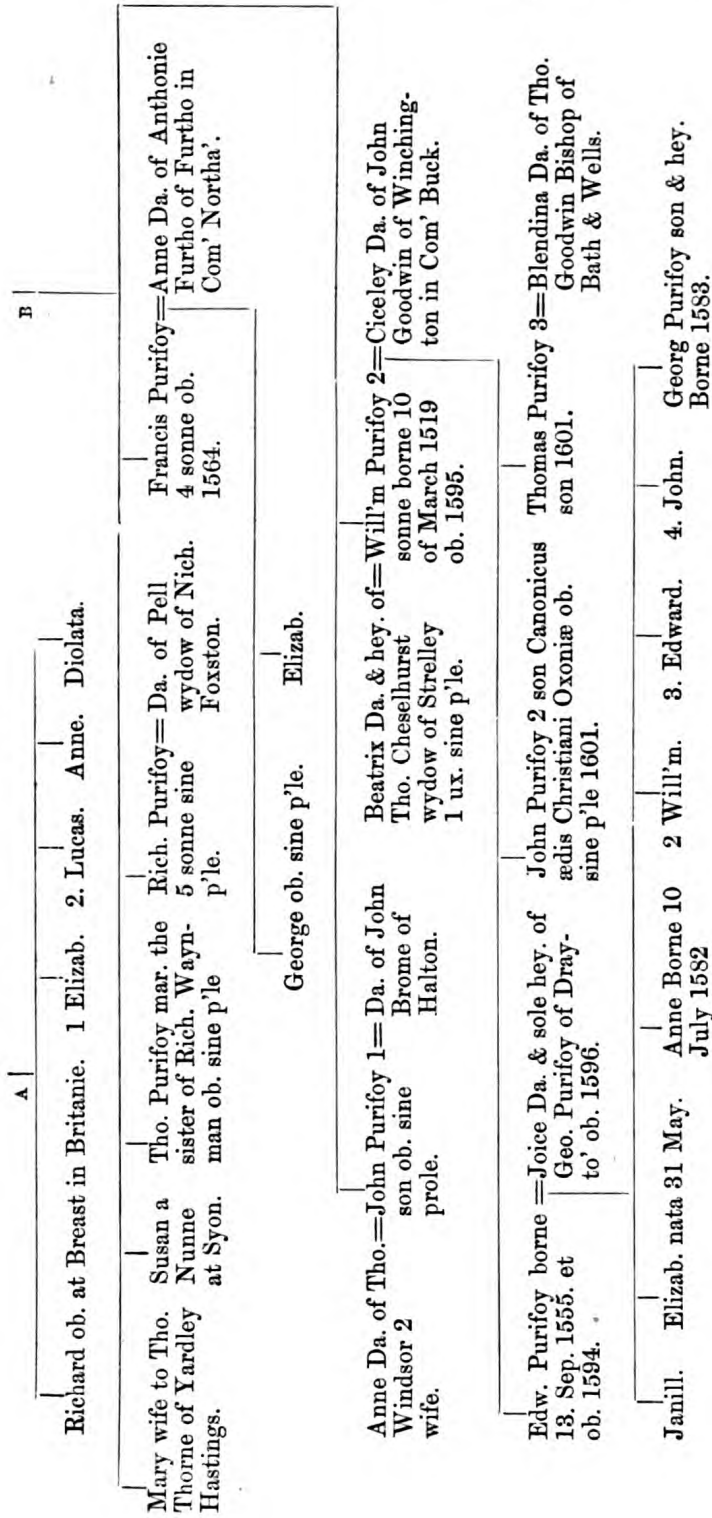 A
B
Richard ob. at Breast in Britanie. 1 Elizab. 2. Lucas. Anne. Diolata.
Mary wife to Tho.
Thorne of Yardley
Hastings.
Susan a
Nunne
at Syon.
Tho. Purifoy mar. the
sister of Rich. Wayn-
man ob. sine p'le
Rich. Purifoy=Da. of Pell
5 sonne sine wydow of Nich.
p'le. Foxston.
Francis Purifoy=Anne Da. of Anthonie
4 sonne ob. Furtho of Furtho in
1564. Com' Northa'.
George ob. sine p'le. Elizab.
Anne Da. of Tho.=John Purifoy 1=Da. of John
Windsor 2 son ob. sine Brome of
wife. prole. Halton.
Beatrix Da. & hey. of=Will'm Purifoy 2=Ciceley Da. of John
Tho. Cheselhurst sonne borne 10 Goodwin of Winching-
wydow of Strelley of March 1519 ton in Com' Buck.
1 ux. sine p'le. ob. 1595.
Edw. Purifoy borne=Joice Da. & sole hey. of
13. Sep. 1555. et Geo. Purifoy of Dray-
ob. 1594. to' ob. 1596.
John Purifoy 2 son Canonicus
ædis Christiani Oxoniæ ob.
sine p'le 1601.
Thomas Purifoy 3=Blendina Da. of Tho.
son 1601. Goodwin Bishop of
Bath & Wells.
Janill. Elizab. nata 31 May. Anne Borne 10 2 Will'm. 3. Edward. 4. John. Georg Purifoy son & hey.
July 1582 Borne 1583.